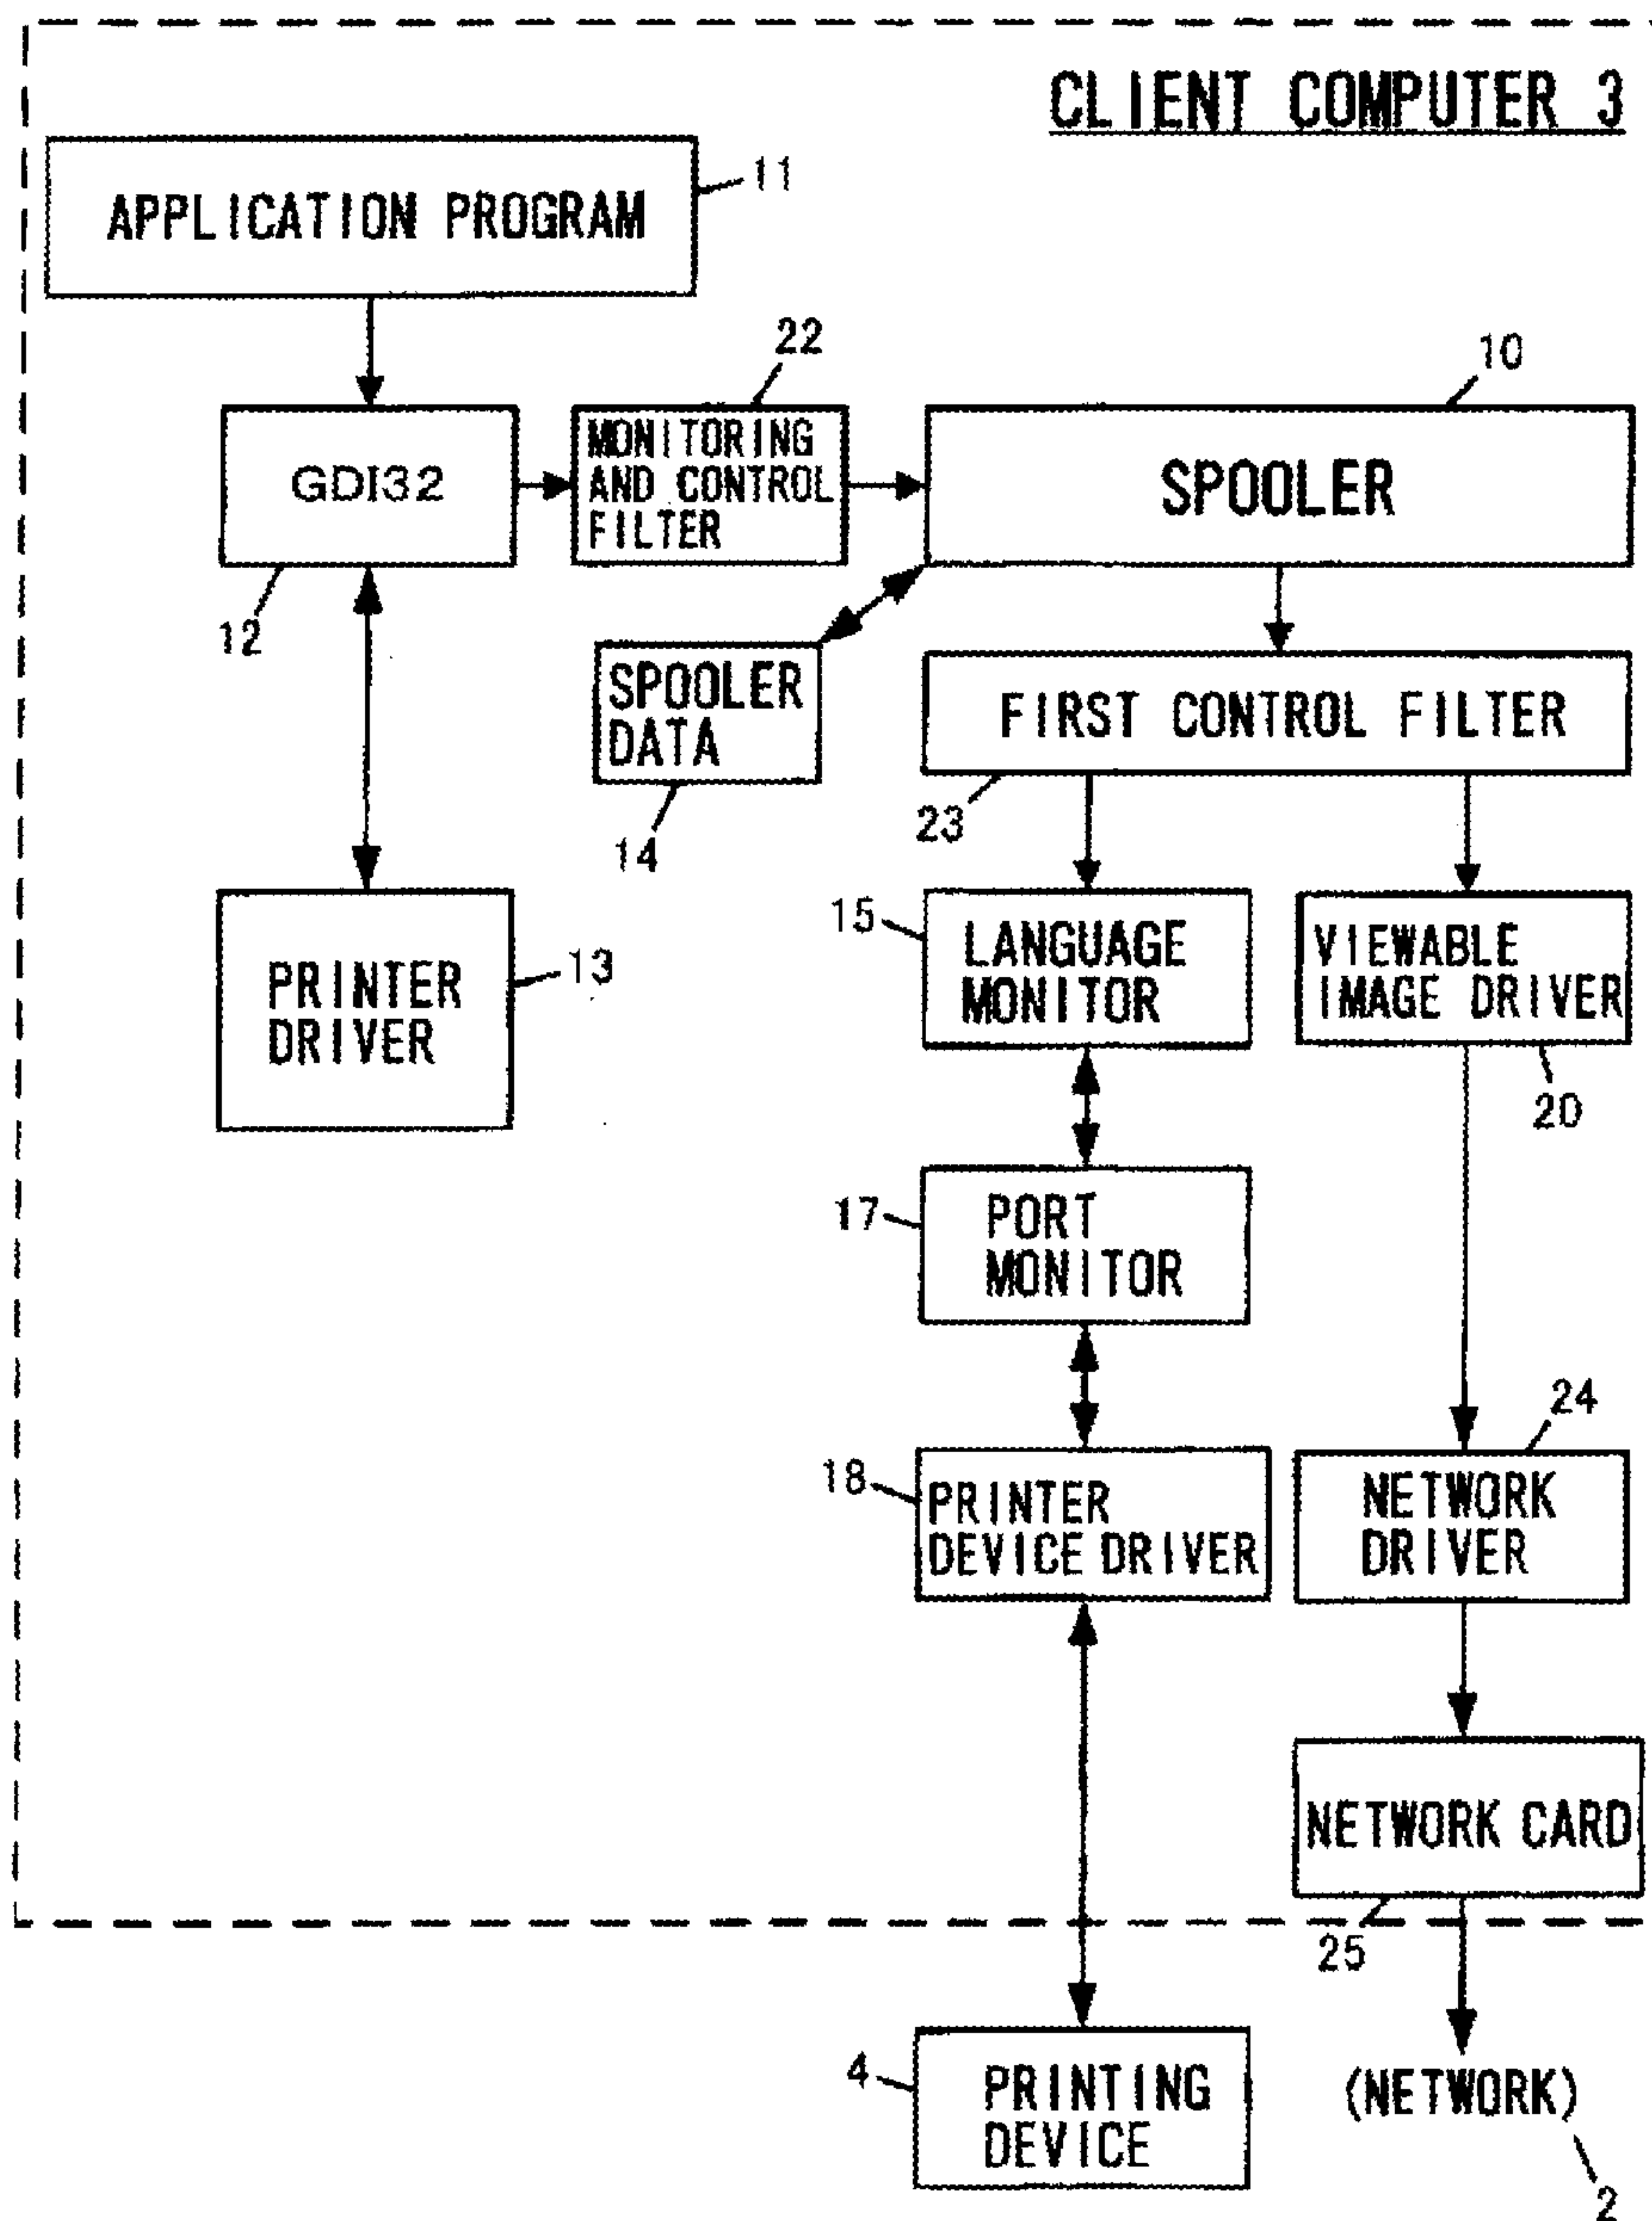 CLIENT COMPUTER 3
APPLICATION PROGRAM
11
22
10
GDI32
MONITORING
AND CONTROL
FILTER
SPOOLER
12
SPOOLER
DATA
14
FIRST CONTROL FILTER
23
PRINTER
DRIVER
13
15
LANGUAGE
MONITOR
VIEWABLE
IMAGE DRIVER
20
17
PORT
MONITOR
24
18
PRINTER
DEVICE DRIVER
NETWORK
DRIVER
NETWORK CARD
25
4
PRINTING
DEVICE
(NETWORK)
2